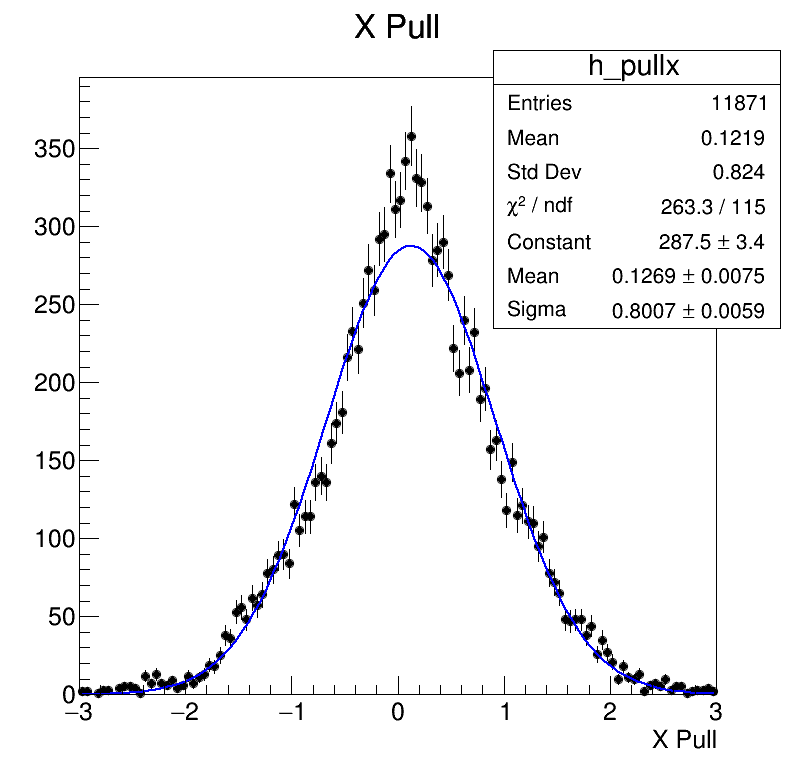 X Pull
h_pullx
Entries 11871
Mean 0.1219
Std Dev 0.824
χ² / ndf 263.3 / 115
Constant 287.5 ± 3.4
Mean 0.1269 ± 0.0075
Sigma 0.8007 ± 0.0059
350
300
250
200
150
100
50
0
−3 −2 −1 0 1 2 3
X Pull